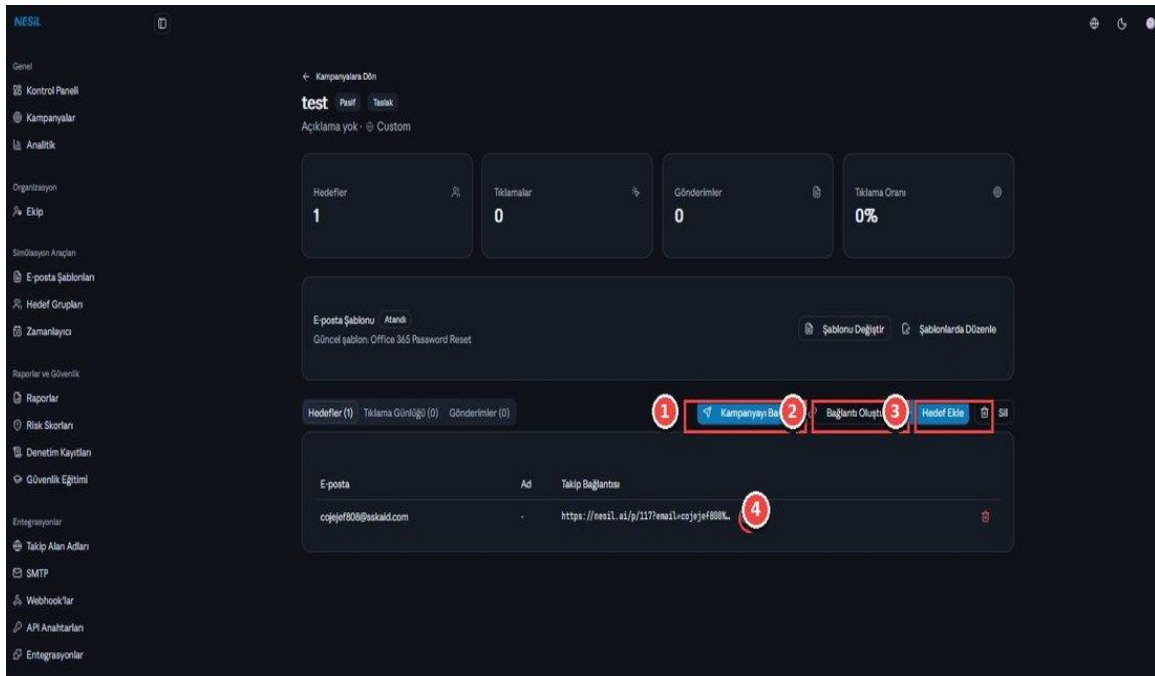 NESiL
Genel
Kontrol Paneli
Kampanyalar
Analitik
Organizasyon
Ekip
Simülasyon Araçları
E-posta Şablonları
Hedef Grupları
Zamanlayıcı
Raporlar ve Güvenlik
Raporlar
Risk Skorları
Denetim Kayıtları
Güvenlik Eğitimi
Entegrasyonlar
Takip Alan Adları
SMTP
Webhook'lar
API Anahtarları
Entegrasyonlar
← Kampanyalara Dön
test Pasif Taslak
Açıklama yok · Custom
Hedefler
1
Tıklamalar
0
Gönderimler
0
Tıklama Oranı
0%
E-posta Şablonu Atandı
Güncel şablon: Office 365 Password Reset
Şablonu Değiştir Şablonlarda Düzenle
Hedefler (1) Tıklama Günlüğü (0) Gönderimler (0)
1 Kampanyayı Ba 2 Bağlantı Oluştu 3 Hedef Ekle Sil
E-posta Ad Takip Bağlantısı
cojejef808@sskaid.com - https://nesil.ai/p/117?email=cojejef808%… 4